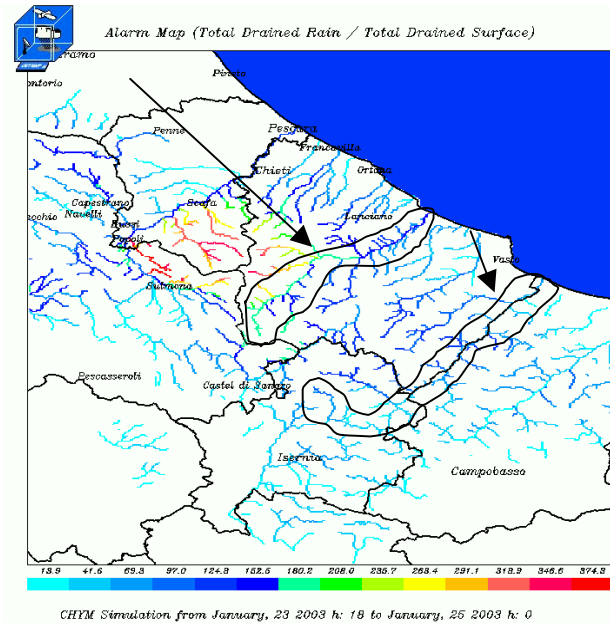 Alarm Map (Total Drained Rain / Total Drained Surface)
Pineto
Penne
Pescara
Francavilla
Chieti
Ortona
Capestrano
Navelli
Scafa
Lanciano
Bussi
Popoli
Vasto
Sulmona
Pescasseroli
Castel di Sangro
Isernia
Campobasso
13.9 41.6 69.3 97.0 124.8 152.5 180.2 208.0 235.7 263.4 291.1 318.9 346.6 374.3
CHYM Simulation from January, 23 2003 h: 18 to January, 25 2003 h: 0